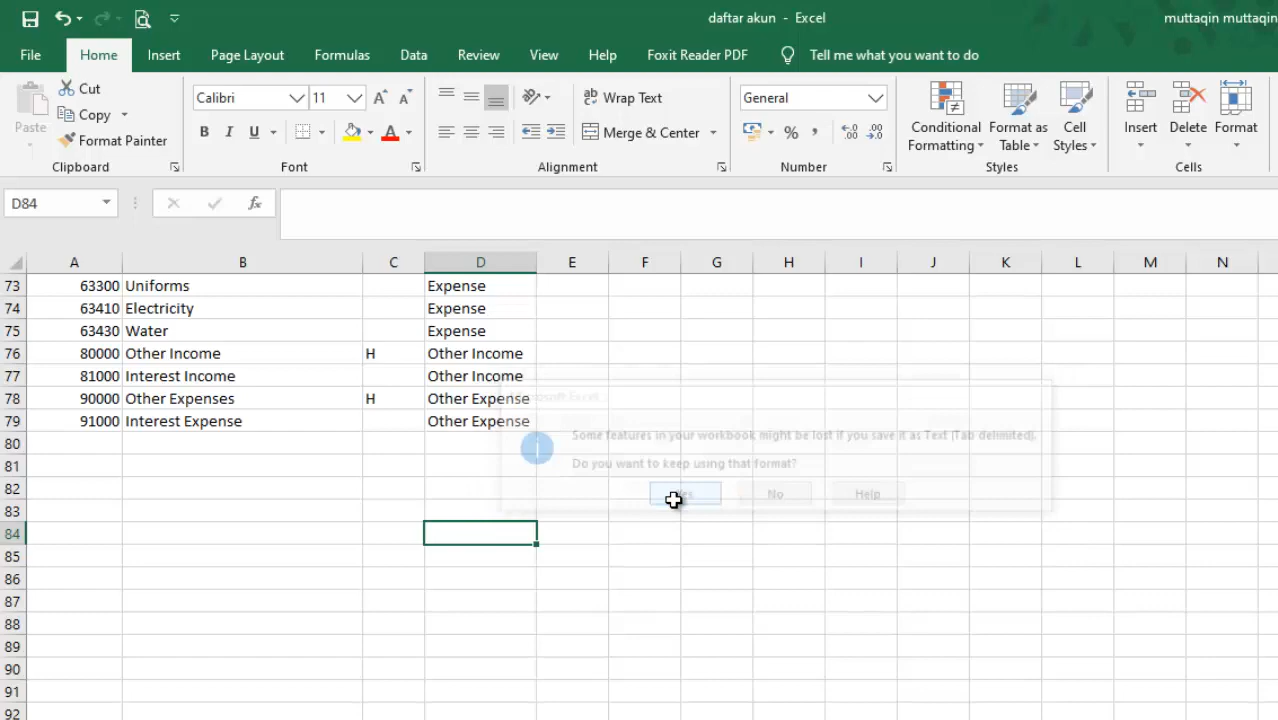 daftar akun - Excel
muttaqin muttaqin
File Home Insert Page Layout Formulas Data Review View Help Foxit Reader PDF Tell me what you want to do
Paste
Cut
Copy
Format Painter
Clipboard
Calibri 11
B I U
Font
Wrap Text
Merge & Center
Alignment
General
%
Number
Conditional Formatting
Format as Table
Cell Styles
Styles
Insert Delete Format
Cells
D84
fx
A B C D E F G H I J K L M N
73 63300 Uniforms Expense
74 63410 Electricity Expense
75 63430 Water Expense
76 80000 Other Income H Other Income
77 81000 Interest Income Other Income
78 90000 Other Expenses H Other Expense
Microsoft Excel
79 91000 Interest Expense Other Expense
Some features in your workbook might be lost if you save it as Text (Tab delimited).
80
Do you want to keep using that format?
81
82
Yes No Help
83
84
85
86
87
88
89
90
91
92